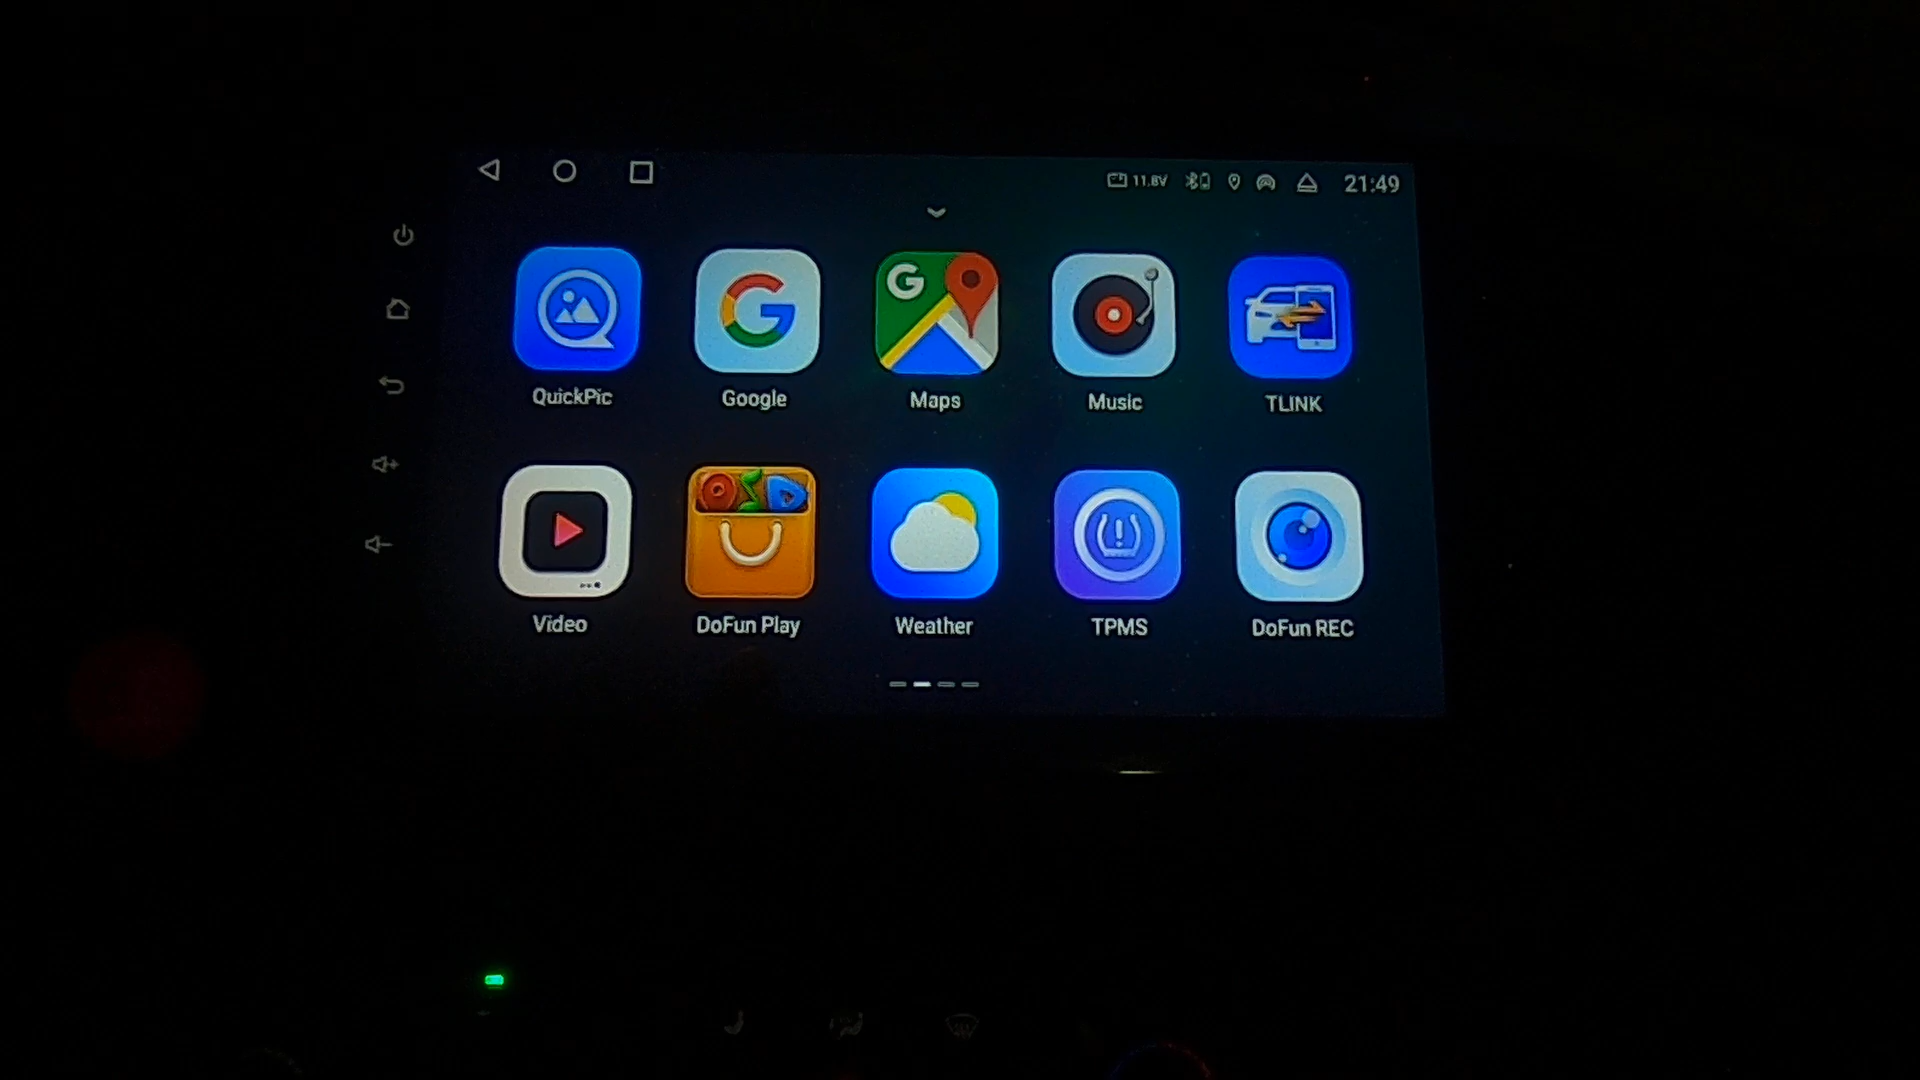 11.8V 21:49
QuickPic Google Maps Music TLINK
Video DoFun Play Weather TPMS DoFun REC